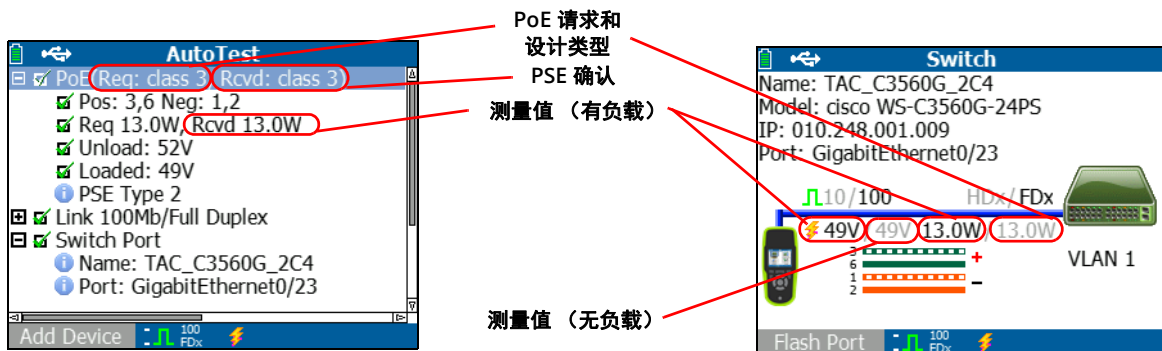 AutoTest
PoE (Req: class 3 Rcvd: class 3)
Pos: 3,6 Neg: 1,2
Req 13.0W, Rcvd 13.0W
Unload: 52V
Loaded: 49V
PSE Type 2
Link 100Mb/Full Duplex
Switch Port
Name: TAC_C3560G_2C4
Port: GigabitEthernet0/23
Add Device 100 FDx
PoE 请求和
设计类型
PSE 确认
测量值 （有负载）
测量值 （无负载）
Switch
Name: TAC_C3560G_2C4
Model: cisco WS-C3560G-24PS
IP: 010.248.001.009
Port: GigabitEthernet0/23
10/100 HDx/FDx
49V/49V 13.0W/13.0W
3
6 +
1
2 −
VLAN 1
Flash Port 100 FDx